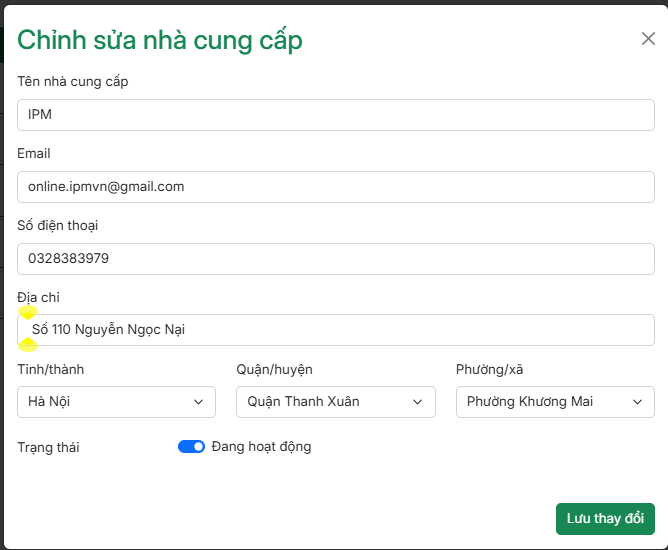 Chỉnh sửa nhà cung cấp
Tên nhà cung cấp
IPM
Email
online.ipmvn@gmail.com
Số điện thoại
0328383979
Địa chỉ
Số 110 Nguyễn Ngọc Nại
Tỉnh/thành Quận/huyện Phường/xã
Hà Nội Quận Thanh Xuân Phường Khương Mai
Trạng thái Đang hoạt động
Lưu thay đổi